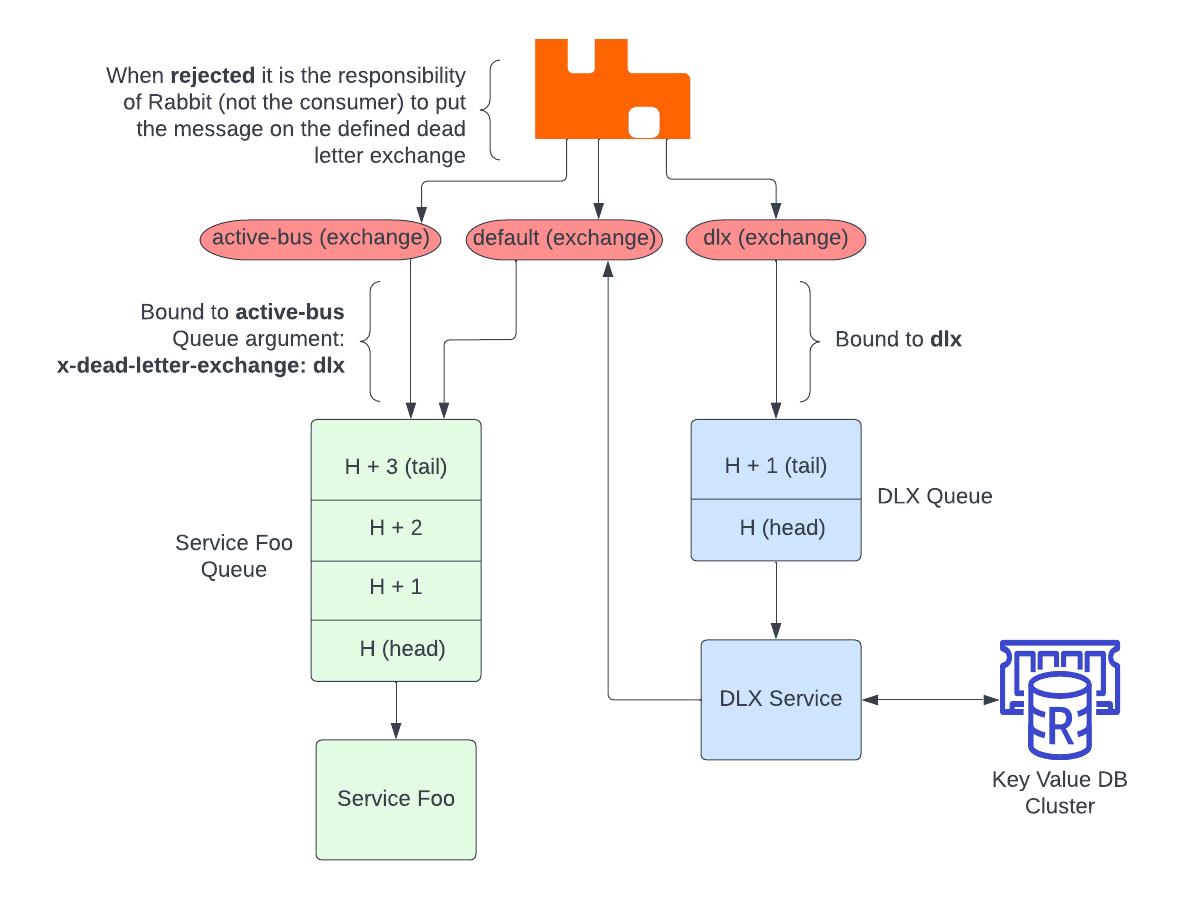 When rejected it is the responsibility
of Rabbit (not the consumer) to put
the message on the defined dead
letter exchange
active-bus (exchange)
default (exchange)
dlx (exchange)
Bound to active-bus
Queue argument:
x-dead-letter-exchange: dlx
Bound to dlx
H + 3 (tail)
H + 2
H + 1
H (head)
Service Foo
Queue
H + 1 (tail)
H (head)
DLX Queue
Service Foo
DLX Service
R
Key Value DB
Cluster